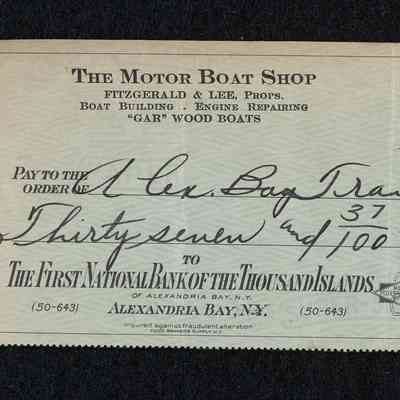 THE MOTOR BOAT SHOP
FITZGERALD & LEE, PROPS.
BOAT BUILDING . ENGINE REPAIRING
"GAR" WOOD BOATS
PAY TO THE
ORDER OF Alex. Bay Tra
Thirty seven and 37/100
TO
THE FIRST NATIONAL BANK OF THE THOUSAND ISLANDS
OF ALEXANDRIA BAY, N.Y.
(50-643) ALEXANDRIA BAY, N.Y. (50-643)
insured against fraudulent alteration